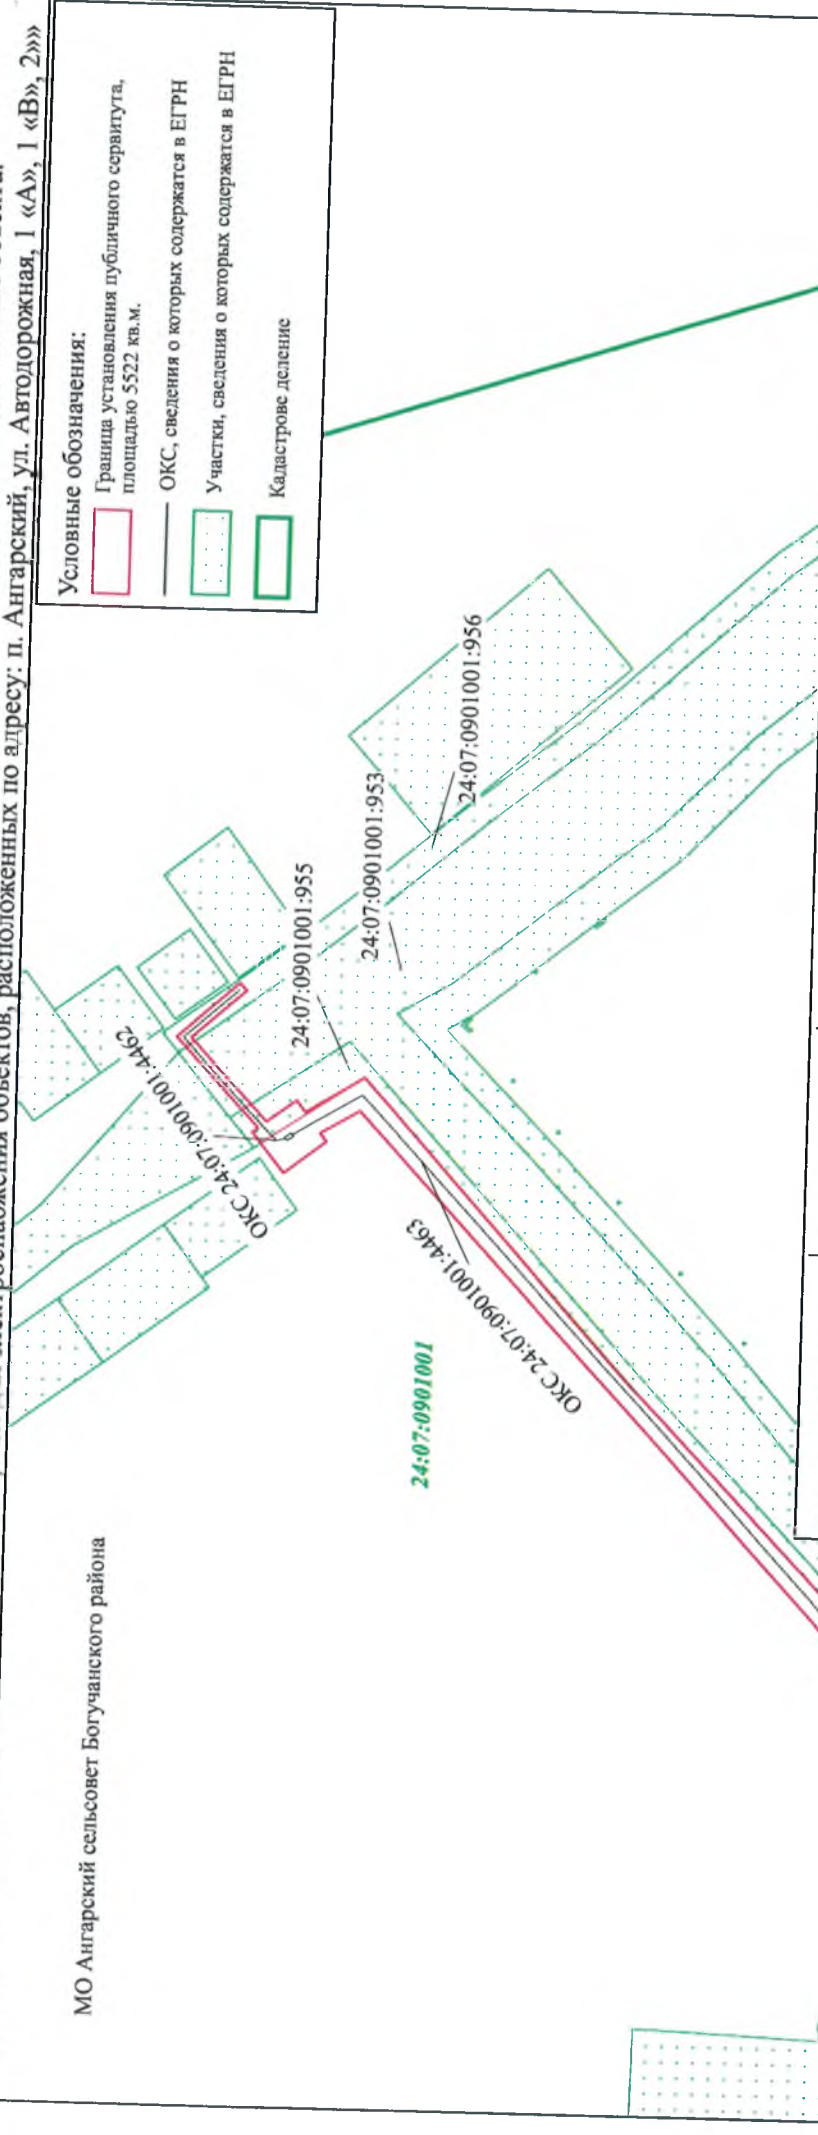 электроснабжения объектов, расположенных по адресу: п. Ангарский, ул. Автодорожная, 1 «А», 1 «В», 2»»
Условные обозначения:
Граница установления публичного сервитута,
площадью 5522 кв.м.
ОКС, сведения о которых содержатся в ЕГРН
Участки, сведения о которых содержатся в ЕГРН
Кадастрове деление
МО Ангарский сельсовет Богучанского района
ОКС 24:07:0901001:4462
24:07:0901001:955
24:07:0901001:953
24:07:0901001:956
ОКС 24:07:0901001:4463
24:07:0901001